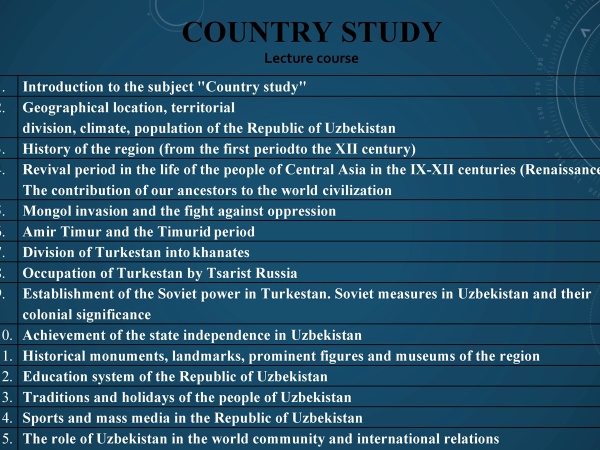 COUNTRY STUDY
Lecture course
. Introduction to the subject "Country study"
2. Geographical location, territorial
division, climate, population of the Republic of Uzbekistan
. History of the region (from the first periodto the XII century)
4. Revival period in the life of the people of Central Asia in the IX-XII centuries (Renaissance
The contribution of our ancestors to the world civilization
5. Mongol invasion and the fight against oppression
6. Amir Timur and the Timurid period
7. Division of Turkestan into khanates
8. Occupation of Turkestan by Tsarist Russia
9. Establishment of the Soviet power in Turkestan. Soviet measures in Uzbekistan and their
colonial significance
0. Achievement of the state independence in Uzbekistan
1. Historical monuments, landmarks, prominent figures and museums of the region
2. Education system of the Republic of Uzbekistan
3. Traditions and holidays of the people of Uzbekistan
4. Sports and mass media in the Republic of Uzbekistan
5. The role of Uzbekistan in the world community and international relations